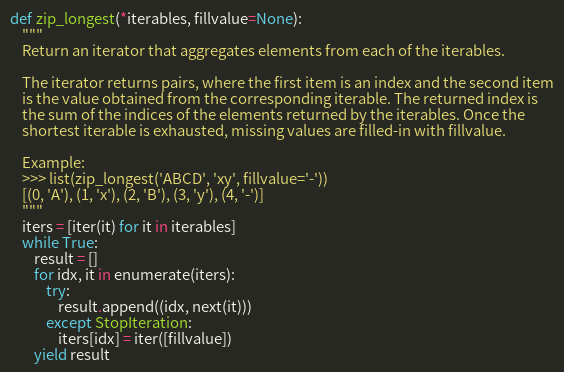 def zip_longest(*iterables, fillvalue=None):
"""
Return an iterator that aggregates elements from each of the iterables.
The iterator returns pairs, where the first item is an index and the second item
is the value obtained from the corresponding iterable. The returned index is
the sum of the indices of the elements returned by the iterables. Once the
shortest iterable is exhausted, missing values are filled-in with fillvalue.
Example:
>>> list(zip_longest('ABCD', 'xy', fillvalue='-'))
[(0, 'A'), (1, 'x'), (2, 'B'), (3, 'y'), (4, '-')]
"""
iters = [iter(it) for it in iterables]
while True:
result = []
for idx, it in enumerate(iters):
try:
result.append((idx, next(it)))
except StopIteration:
iters[idx] = iter([fillvalue])
yield result